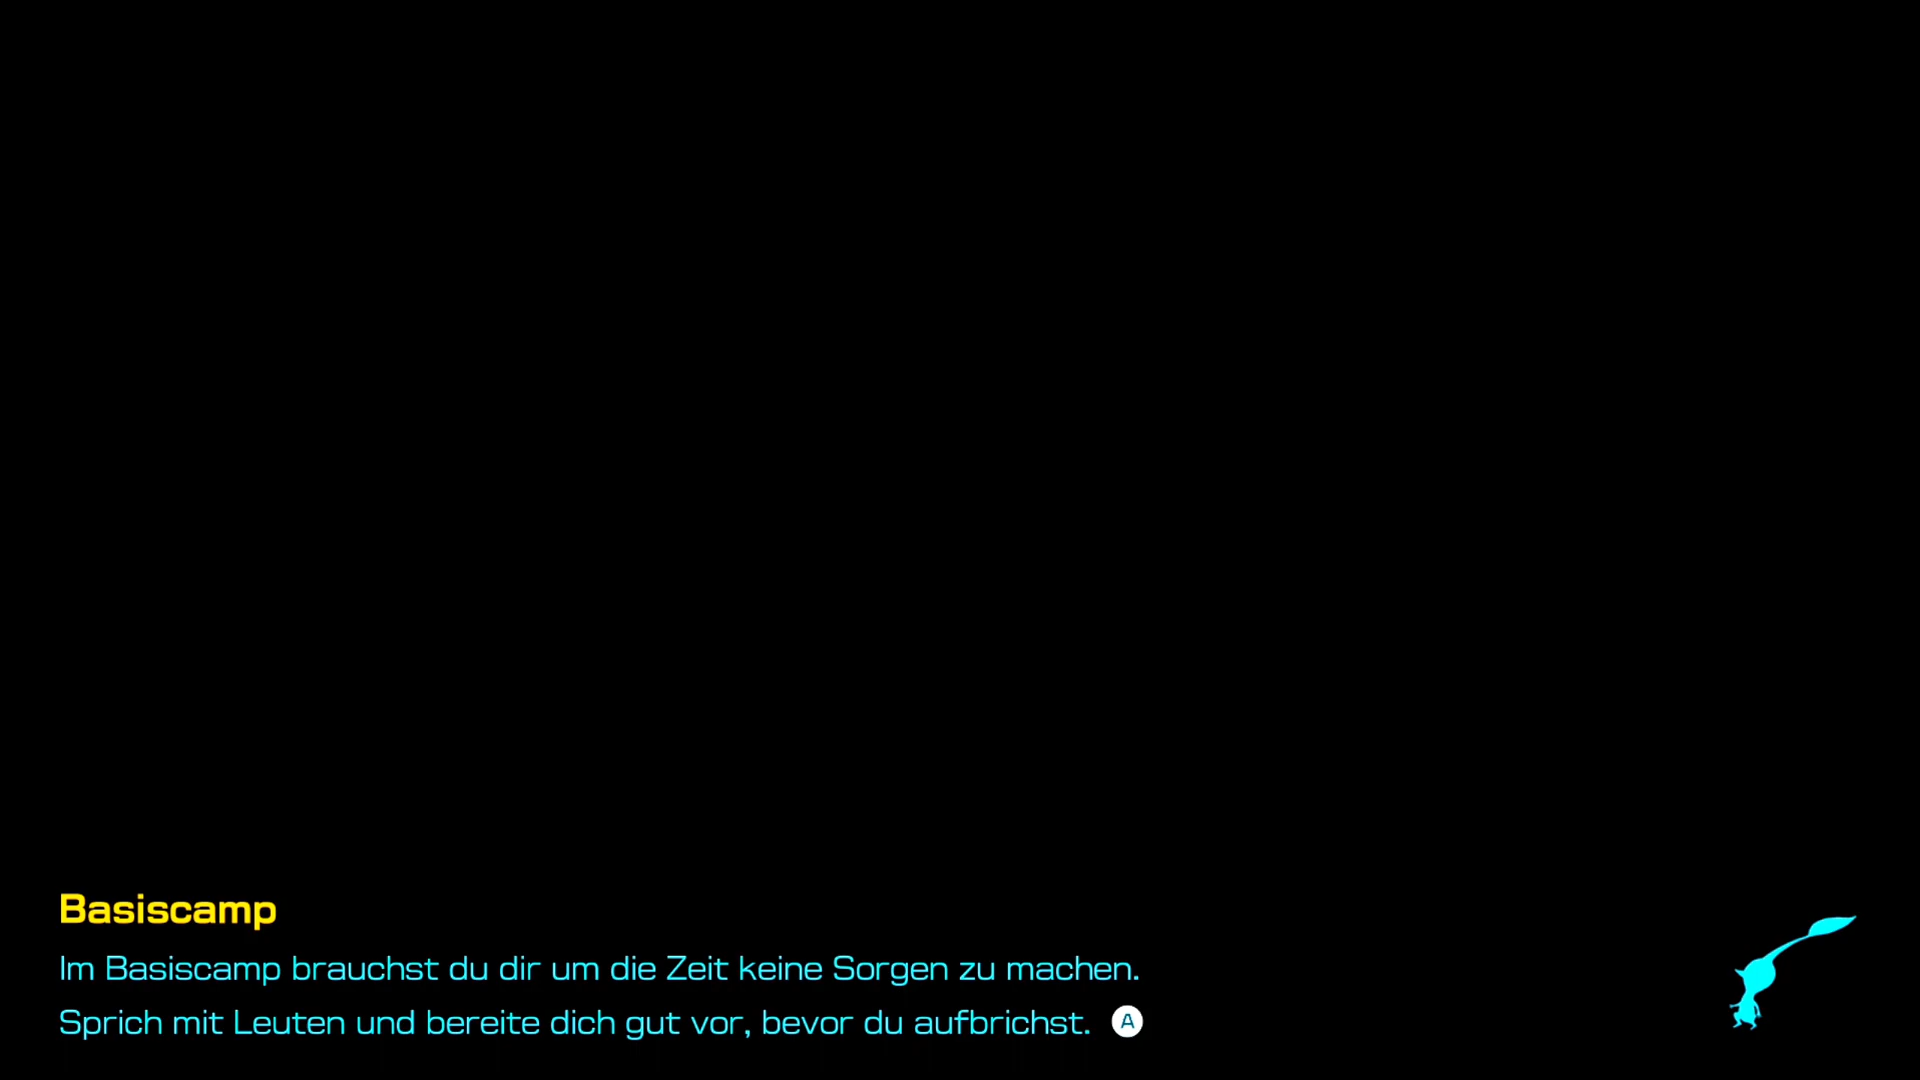 Basiscamp
Im Basiscamp brauchst du dir um die Zeit keine Sorgen zu machen.
Sprich mit Leuten und bereite dich gut vor, bevor du aufbrichst. A